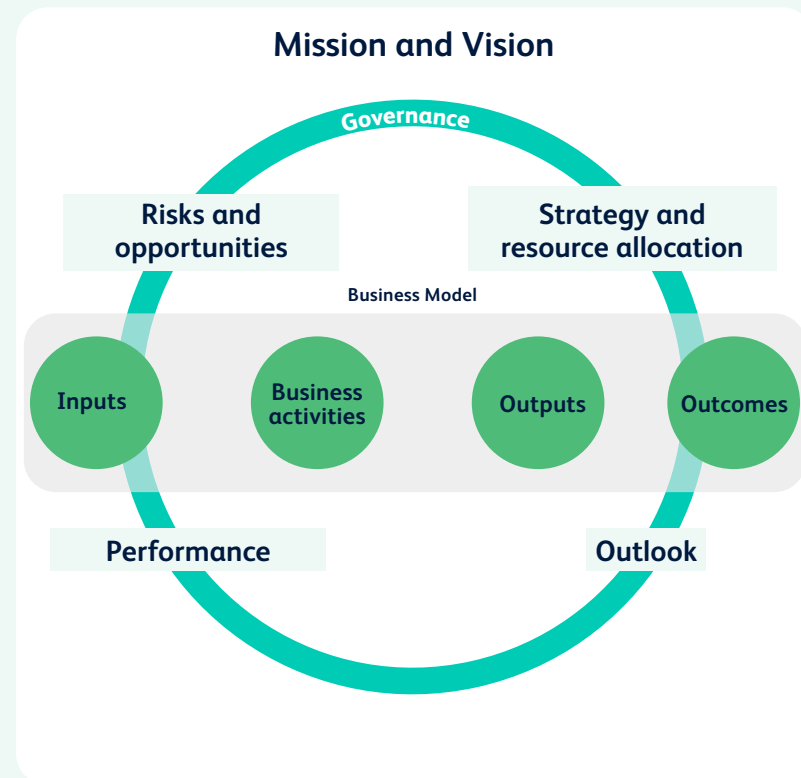 Mission and Vision
Governance
Risks and
opportunities
Strategy and
resource allocation
Business Model
Inputs
Business
activities
Outputs
Outcomes
Performance
Outlook